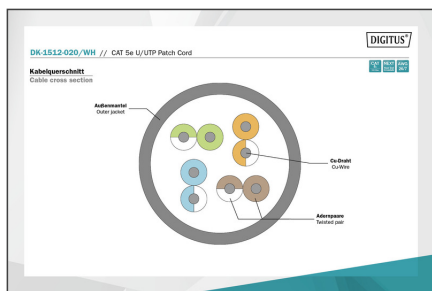 DIGITUS®
DK-1512-020/WH // CAT 5e U/UTP Patch Cord
Kabelquerschnitt
Cable cross section
Außenmantel
Outer jacket
Cu-Draht
Cu-Wire
Adernpaare
Twisted pair